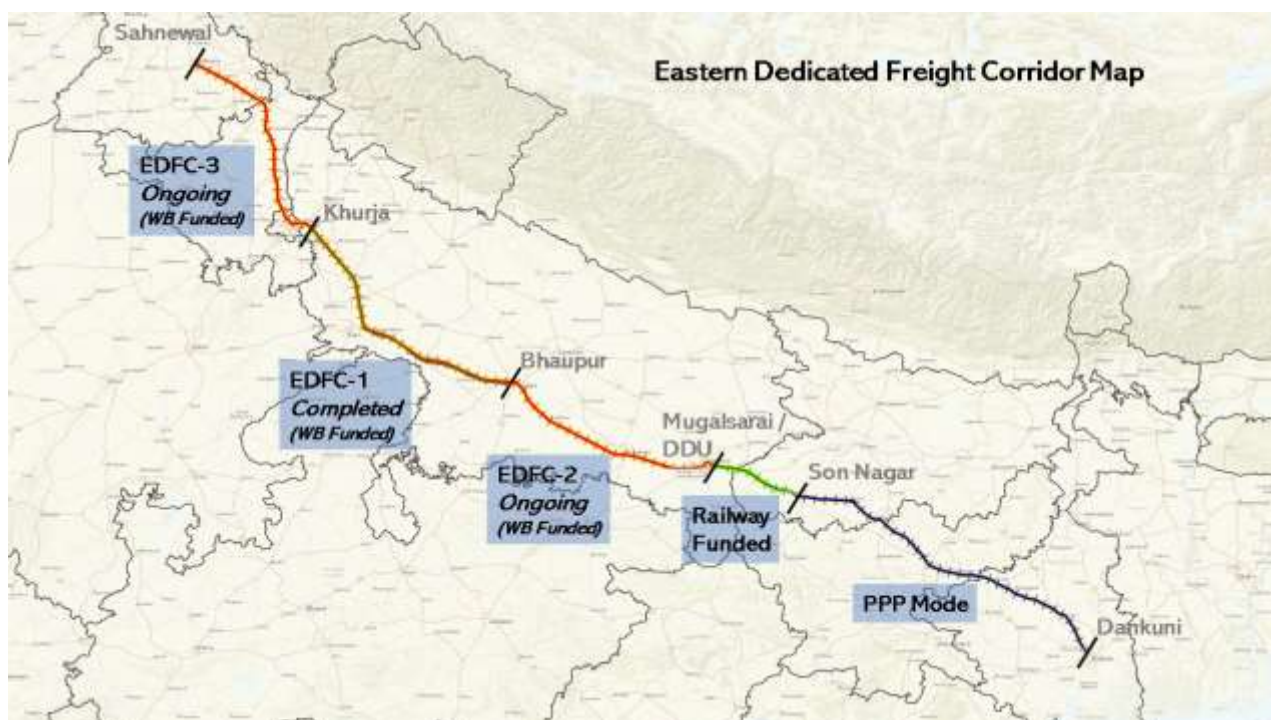 Sahnewal
Eastern Dedicated Freight Corridor Map
EDFC-3
Ongoing
(WB Funded)
Khurja
Bhaupur
EDFC-1
Completed
(WB Funded)
Mugalsarai /
DDU
EDFC-2
Ongoing
(WB Funded)
Son Nagar
Railway
Funded
PPP Mode
Dankuni